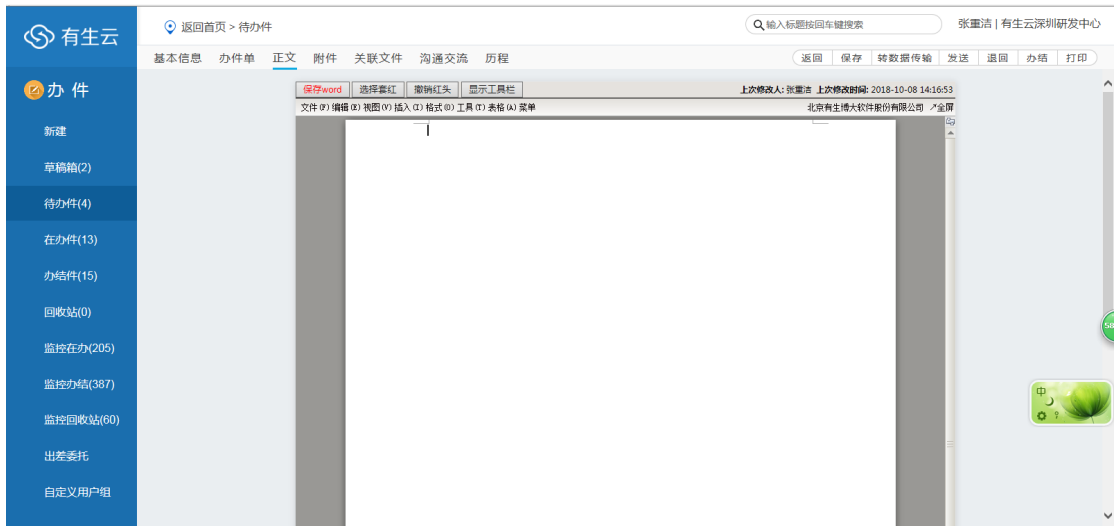 有生云
返回首页 > 待办件
输入标题按回车键搜索
张重洁 | 有生云深圳研发中心
基本信息 办件单 正文 附件 关联文件 沟通交流 历程
返回 保存 转数据传输 发送 退回 办结 打印
办 件
新建
草稿箱(2)
待办件(4)
在办件(13)
办结件(15)
回收站(0)
监控在办(205)
监控办结(387)
监控回收站(60)
出差委托
自定义用户组
保存word 选择套红 撤销红头 显示工具栏
上次修改人: 张重洁 上次修改时间: 2018-10-08 14:16:53
文件(F) 编辑(E) 视图(V) 插入(I) 格式(O) 工具(T) 表格(A) 菜单
北京有生博大软件股份有限公司 ↗全屏
58
中